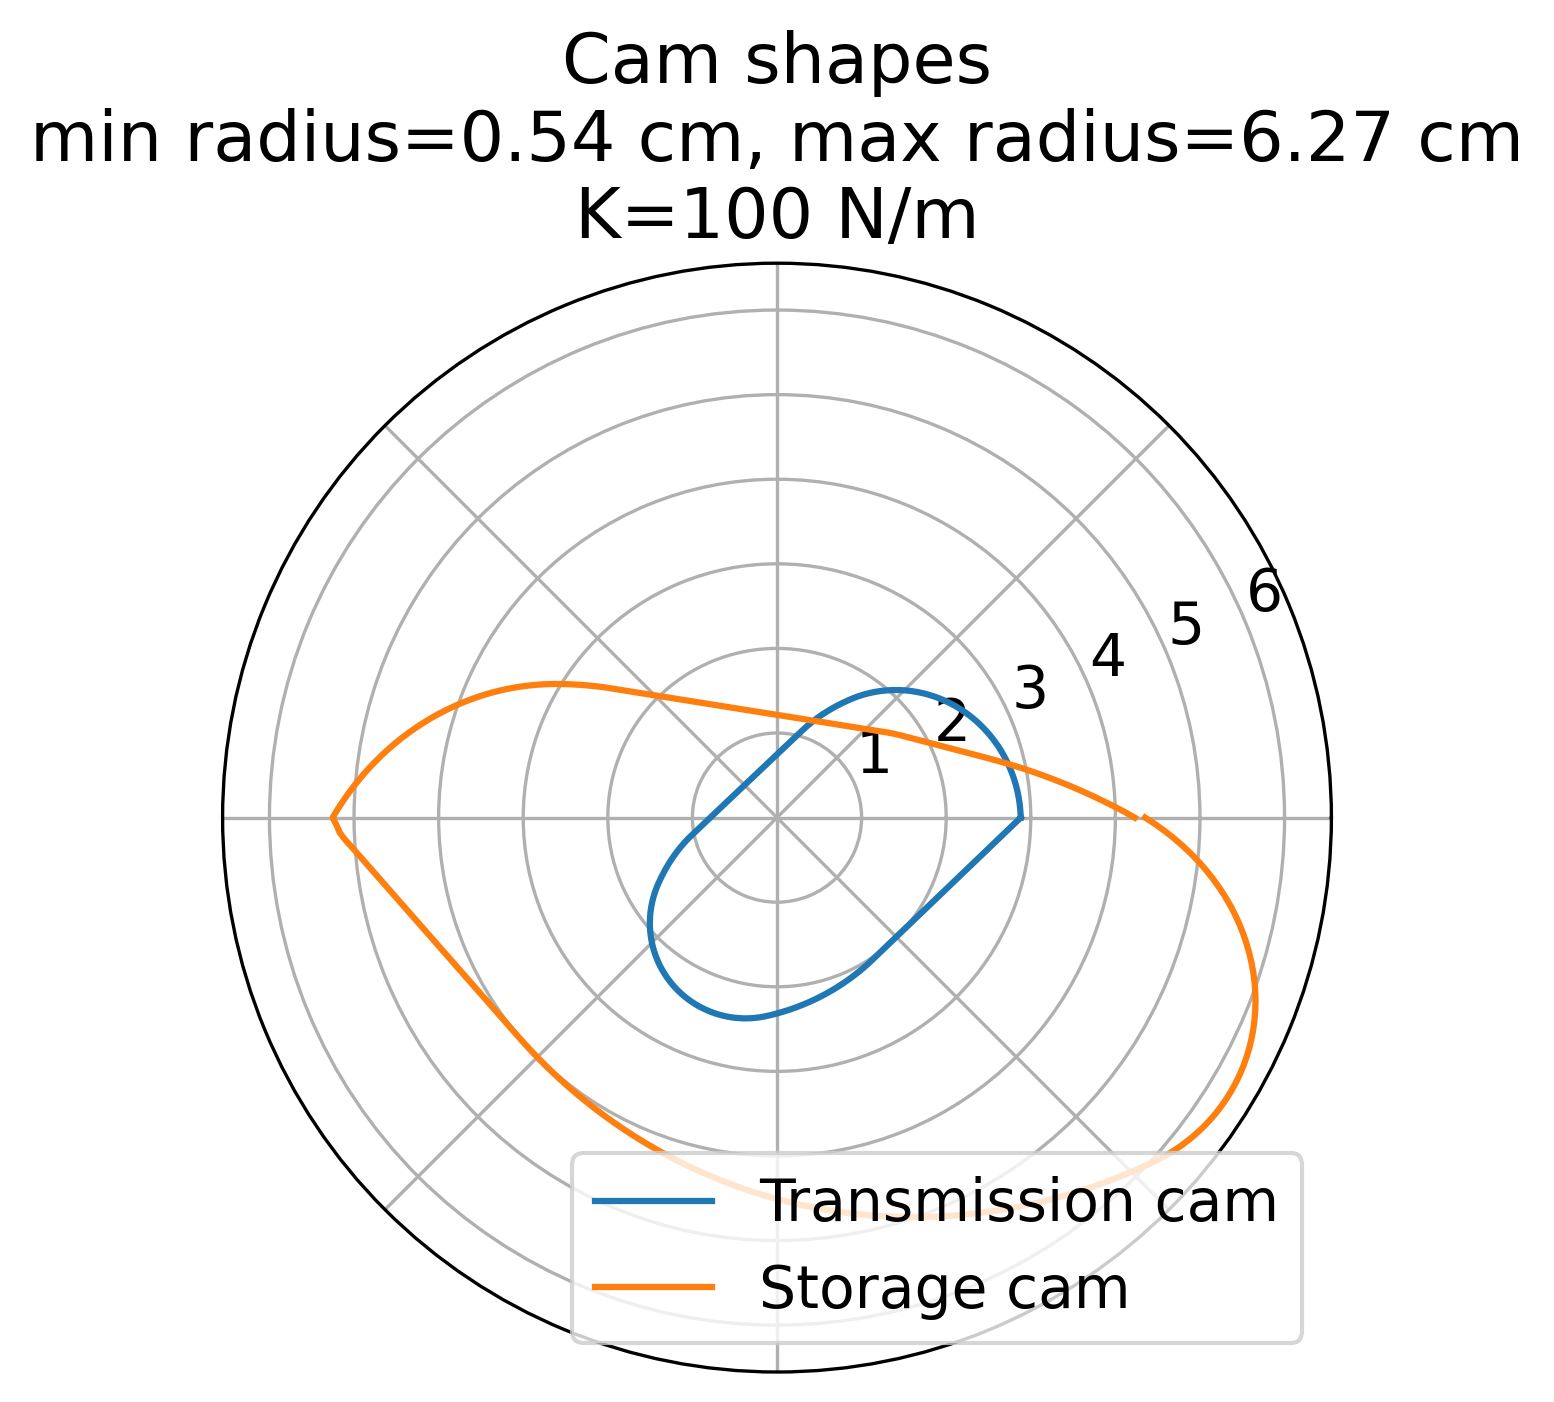 Cam shapes
min radius=0.54 cm, max radius=6.27 cm
K=100 N/m
6
5
4
3
2
1
Transmission cam
Storage cam